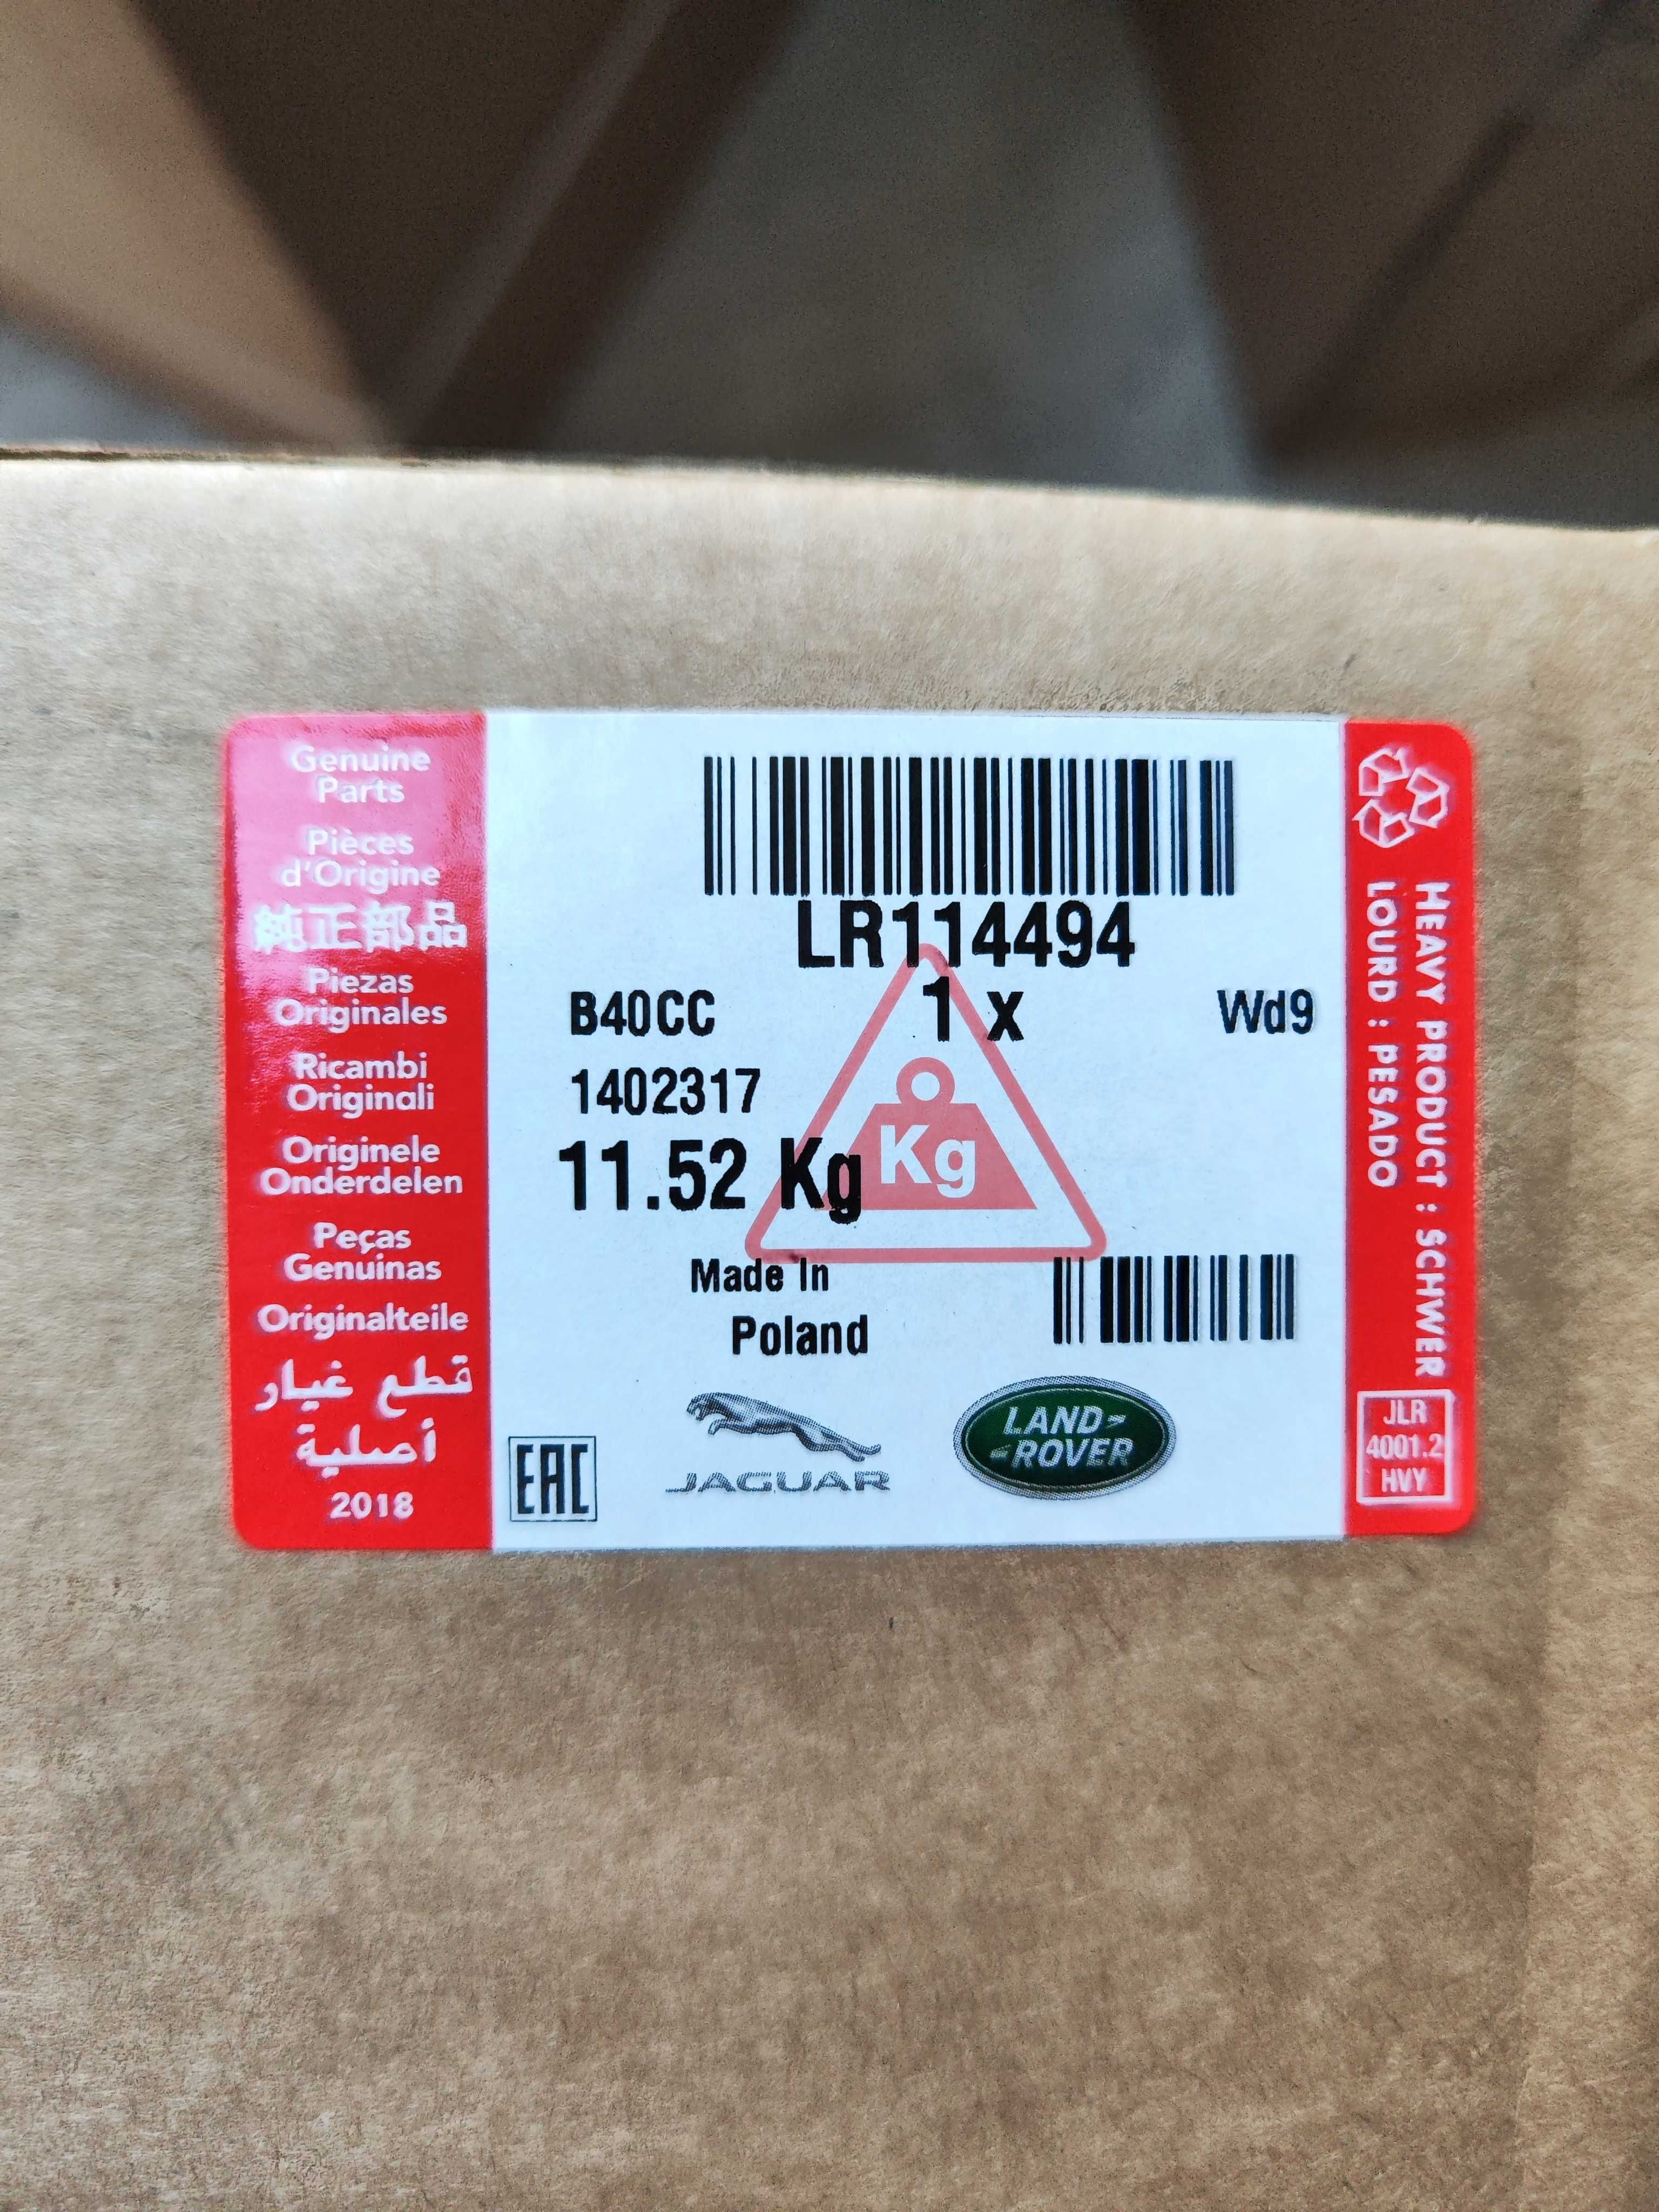 Genuine
Parts
Pièces
d'Origine
純正部品
Piezas
Originales
Ricambi
Originali
Originele
Onderdelen
Peças
Genuinas
Originalteile
قطع غيار
أصلية
2018
LR114494
B40CC 1 x Wd9
1402317
11.52 Kg
Kg
Made In
Poland
EAC
JAGUAR
LAND-
-ROVER
HEAVY PRODUCT : SCHWER
LOURD : PESADO
JLR
4001.2
HVY